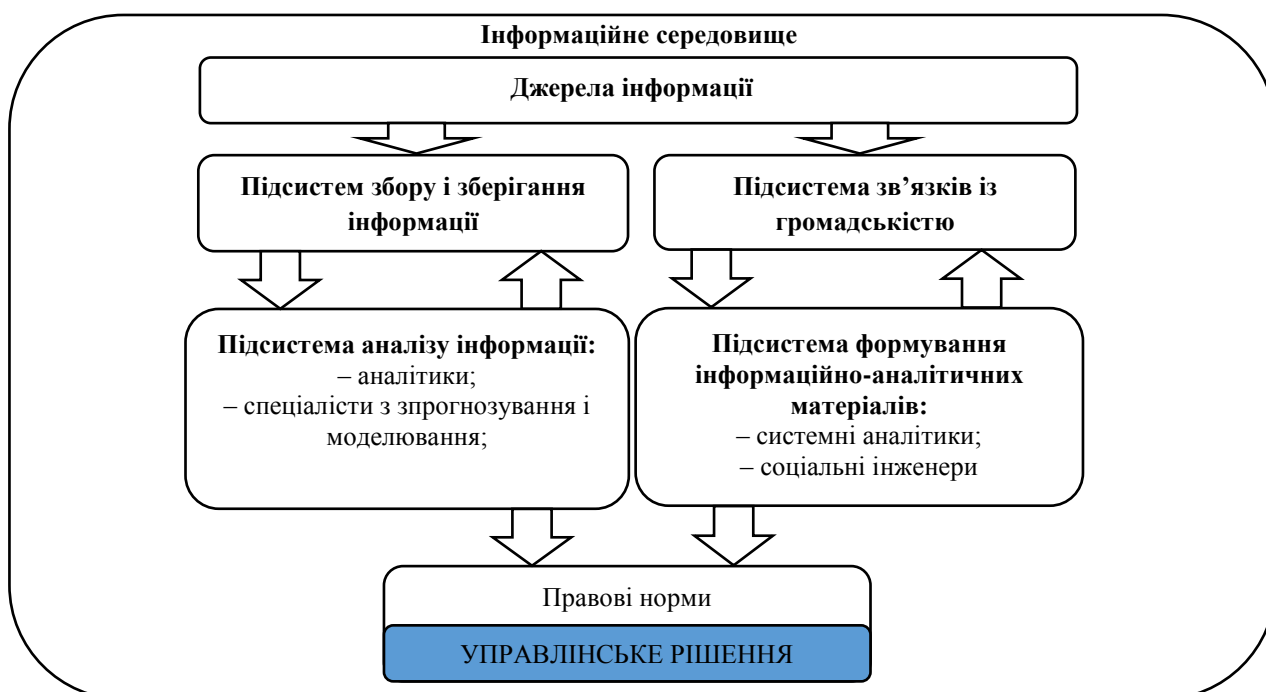 Інформаційне середовище
Джерела інформації
Підсистем збору і зберігання
інформації
Підсистема зв’язків із
громадськістю
Підсистема аналізу інформації:
– аналітики;
– спеціалісти з зпрогнозування і
моделювання;
Підсистема формування
інформаційно-аналітичних
матеріалів:
– системні аналітики;
– соціальні інженери
Правові норми
УПРАВЛІНСЬКЕ РІШЕННЯ